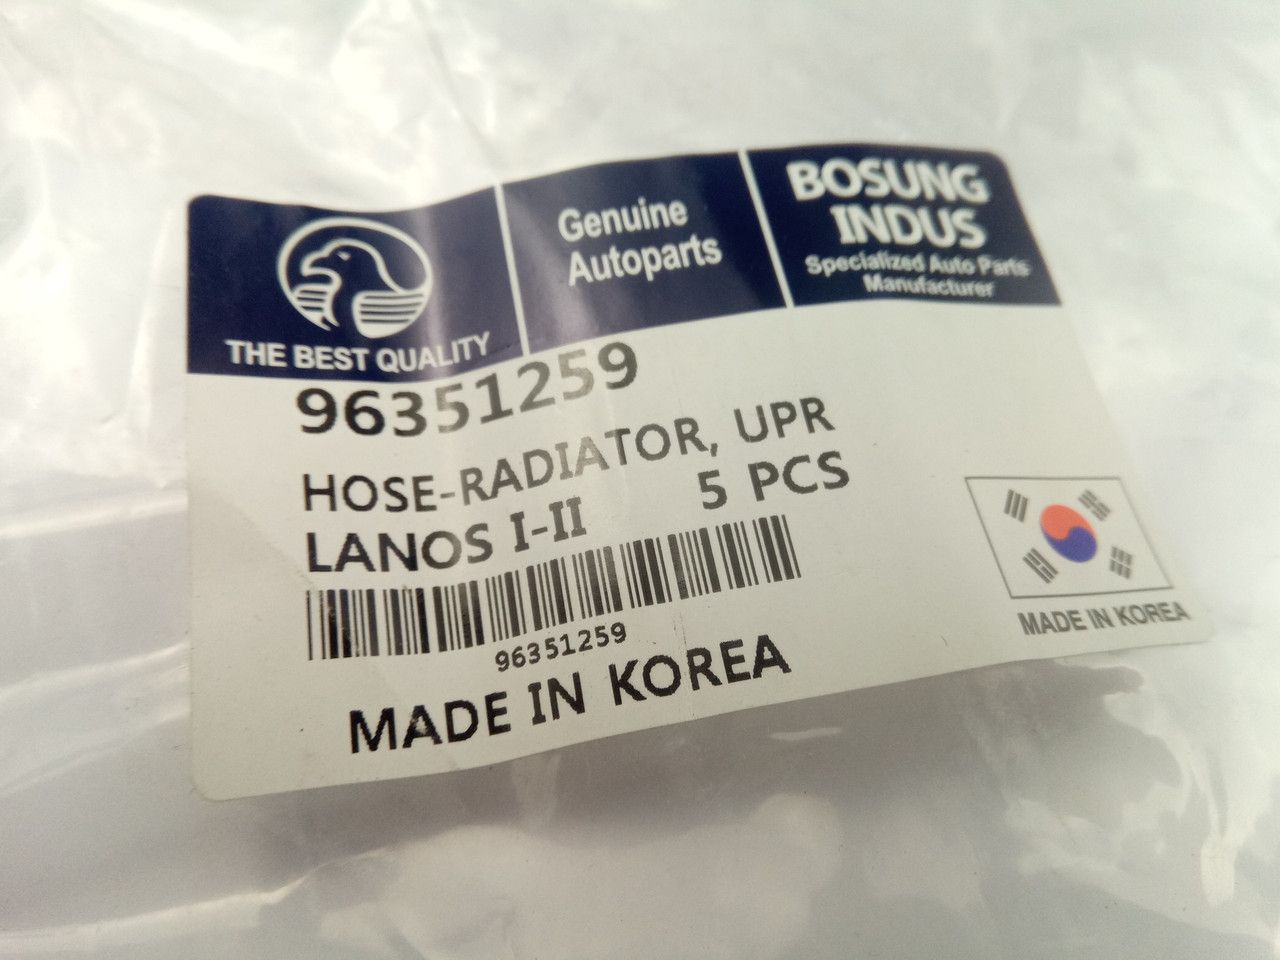 THE BEST QUALITY
Genuine
Autoparts
BOSUNG
INDUS
Specialized Auto Parts
Manufacturer
96351259
HOSE-RADIATOR, UPR
LANOS I-II 5 PCS
96351259
MADE IN KOREA
MADE IN KOREA